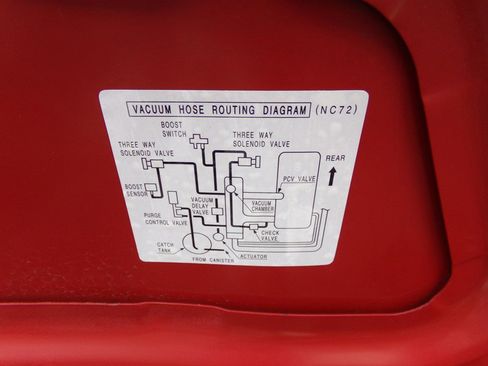 VACUUM HOSE ROUTING DIAGRAM (NC72)
BOOST
SWITCH
THREE WAY
SOLENOID VALVE
THREE WAY
SOLENOID VALVE
REAR
PCV VALVE
BOOST
SENSOR
VACUUM
DELAY
VALVE
VACUUM
CHAMBER
PURGE
CONTROL VALVE
CHECK
VALVE
CATCH
TANK
FROM CANISTER
ACTUATOR